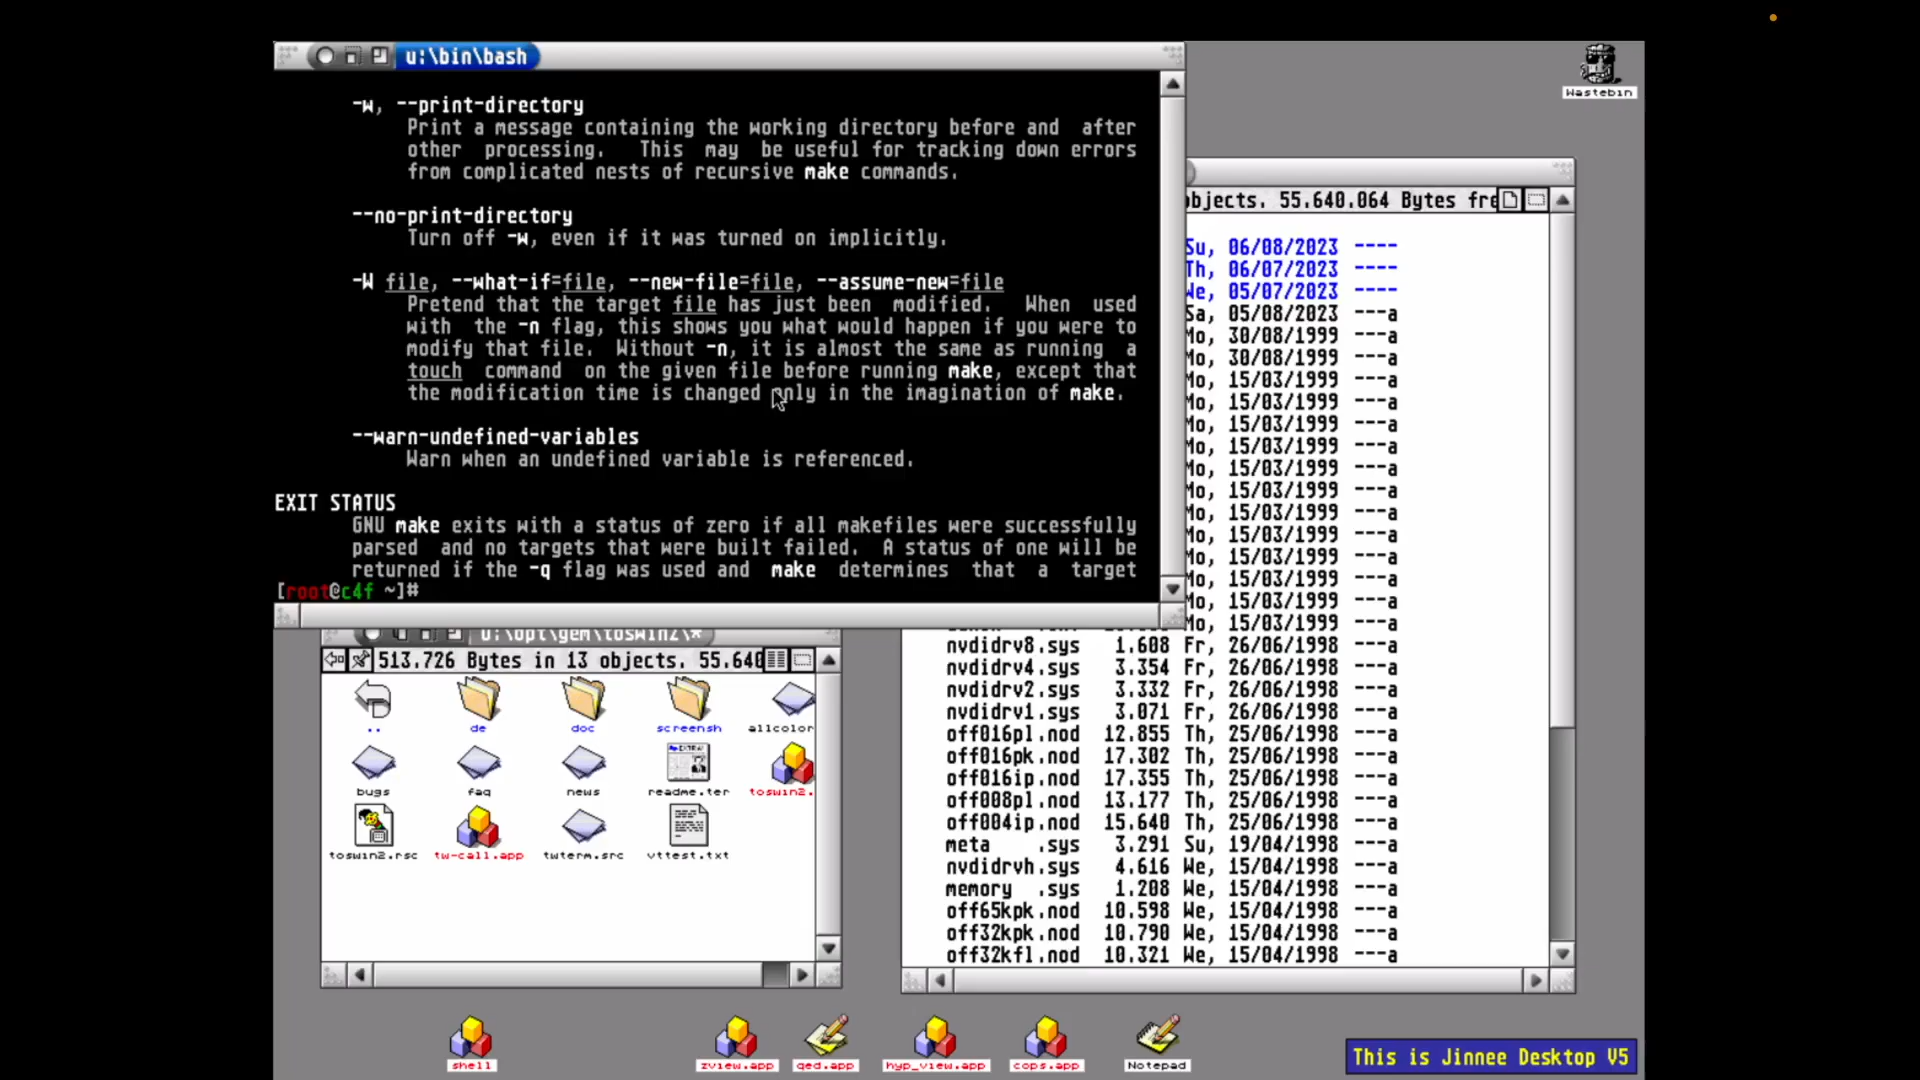 u:\bin\bash
-w, --print-directory
Print a message containing the working directory before and after
other processing. This may be useful for tracking down errors
from complicated nests of recursive make commands.
--no-print-directory
Turn off -w, even if it was turned on implicitly.
-W file, --what-if=file, --new-file=file, --assume-new=file
Pretend that the target file has just been modified. When used
with the -n flag, this shows you what would happen if you were to
modify that file. Without -n, it is almost the same as running a
touch command on the given file before running make, except that
the modification time is changed only in the imagination of make.
--warn-undefined-variables
Warn when an undefined variable is referenced.
EXIT STATUS
GNU make exits with a status of zero if all makefiles were successfully
parsed and no targets that were built failed. A status of one will be
returned if the -q flag was used and make determines that a target
[root@c4f ~]#
Wastebin
bjects. 55.640.064 Bytes fre
Su, 06/08/2023 ----
Th, 06/07/2023 ----
We, 05/07/2023 ----
Sa, 05/08/2023 ---a
Mo, 30/08/1999 ---a
Mo, 30/08/1999 ---a
Mo, 15/03/1999 ---a
Mo, 15/03/1999 ---a
Mo, 15/03/1999 ---a
Mo, 15/03/1999 ---a
Mo, 15/03/1999 ---a
Mo, 15/03/1999 ---a
Mo, 15/03/1999 ---a
Mo, 15/03/1999 ---a
Mo, 15/03/1999 ---a
Mo, 15/03/1999 ---a
Mo, 15/03/1999 ---a
Mo, 15/03/1999 ---a
nvdidrv8.sys 1.608 Fr, 26/06/1998 ---a
nvdidrv4.sys 3.354 Fr, 26/06/1998 ---a
nvdidrv2.sys 3.332 Fr, 26/06/1998 ---a
nvdidrv1.sys 3.071 Fr, 26/06/1998 ---a
off016pl.nod 12.855 Th, 25/06/1998 ---a
off016pk.nod 17.302 Th, 25/06/1998 ---a
off016ip.nod 17.355 Th, 25/06/1998 ---a
off008pl.nod 13.177 Th, 25/06/1998 ---a
off004ip.nod 15.640 Th, 25/06/1998 ---a
meta .sys 3.291 Su, 19/04/1998 ---a
nvdidrvh.sys 4.616 We, 15/04/1998 ---a
memory .sys 1.208 We, 15/04/1998 ---a
off65kpk.nod 10.598 We, 15/04/1998 ---a
off32kpk.nod 10.790 We, 15/04/1998 ---a
off32kfl.nod 10.321 We, 15/04/1998 ---a
u:\opt\gem\toswin2\*
513.726 Bytes in 13 objects. 55.640
.. de doc screensh allcolor
bugs faq news readme.ter toswin2.
toswin2.rsc tw-call.app twterm.src vttest.txt
shell zview.app qed.app hyp_view.app cops.app Notepad
This is Jinnee Desktop V5